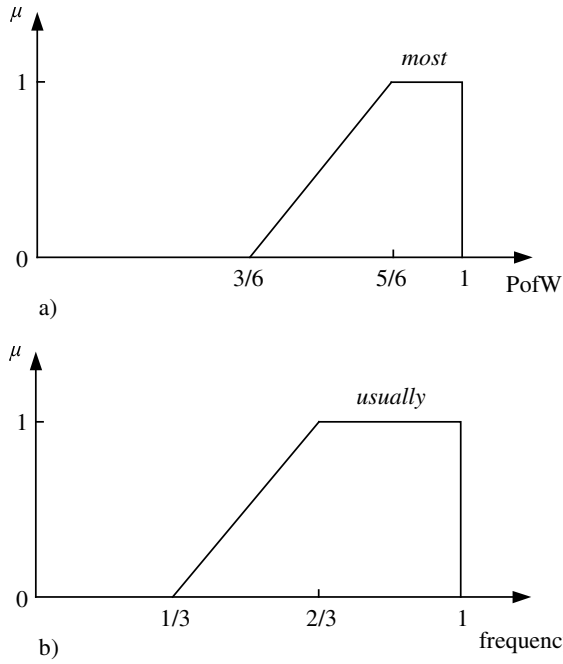 μ
most
1
0
3/6 5/6 1
PofW
a)
μ
usually
1
0
1/3 2/3 1
frequenc
b)